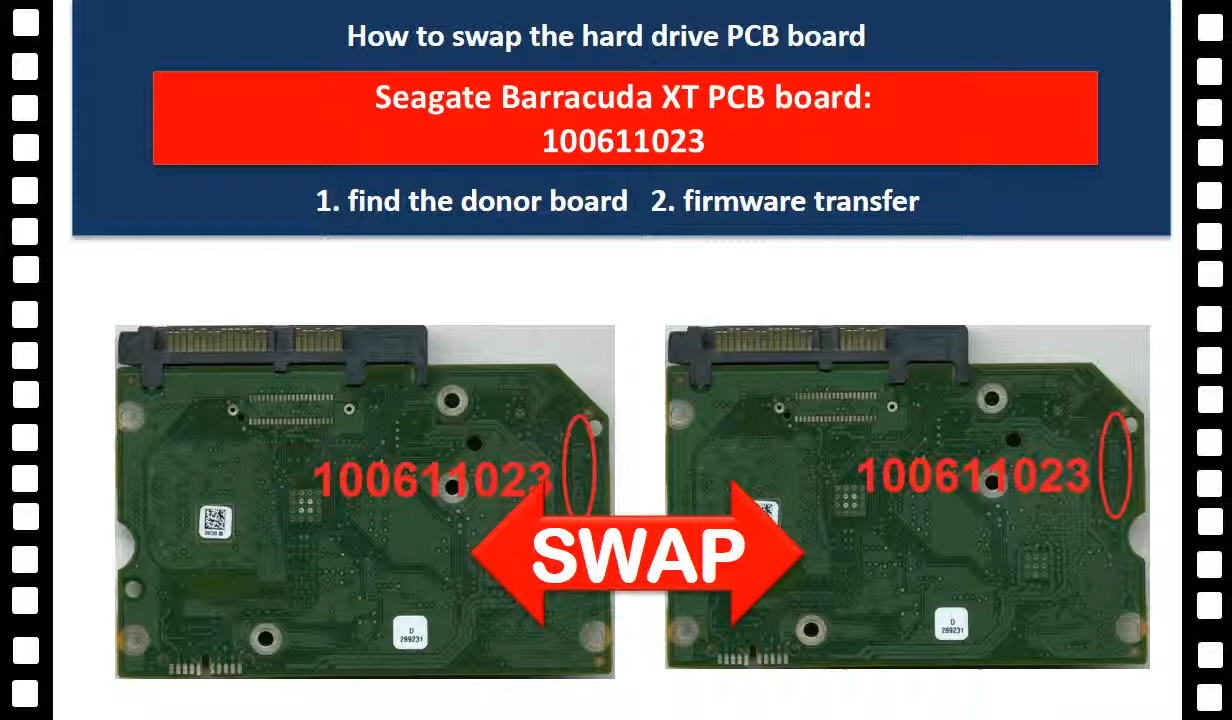 How to swap the hard drive PCB board
Seagate Barracuda XT PCB board:
100611023
1. find the donor board   2. firmware transfer
100611023
100611023
SWAP
0030 B
D
289231
D
289231